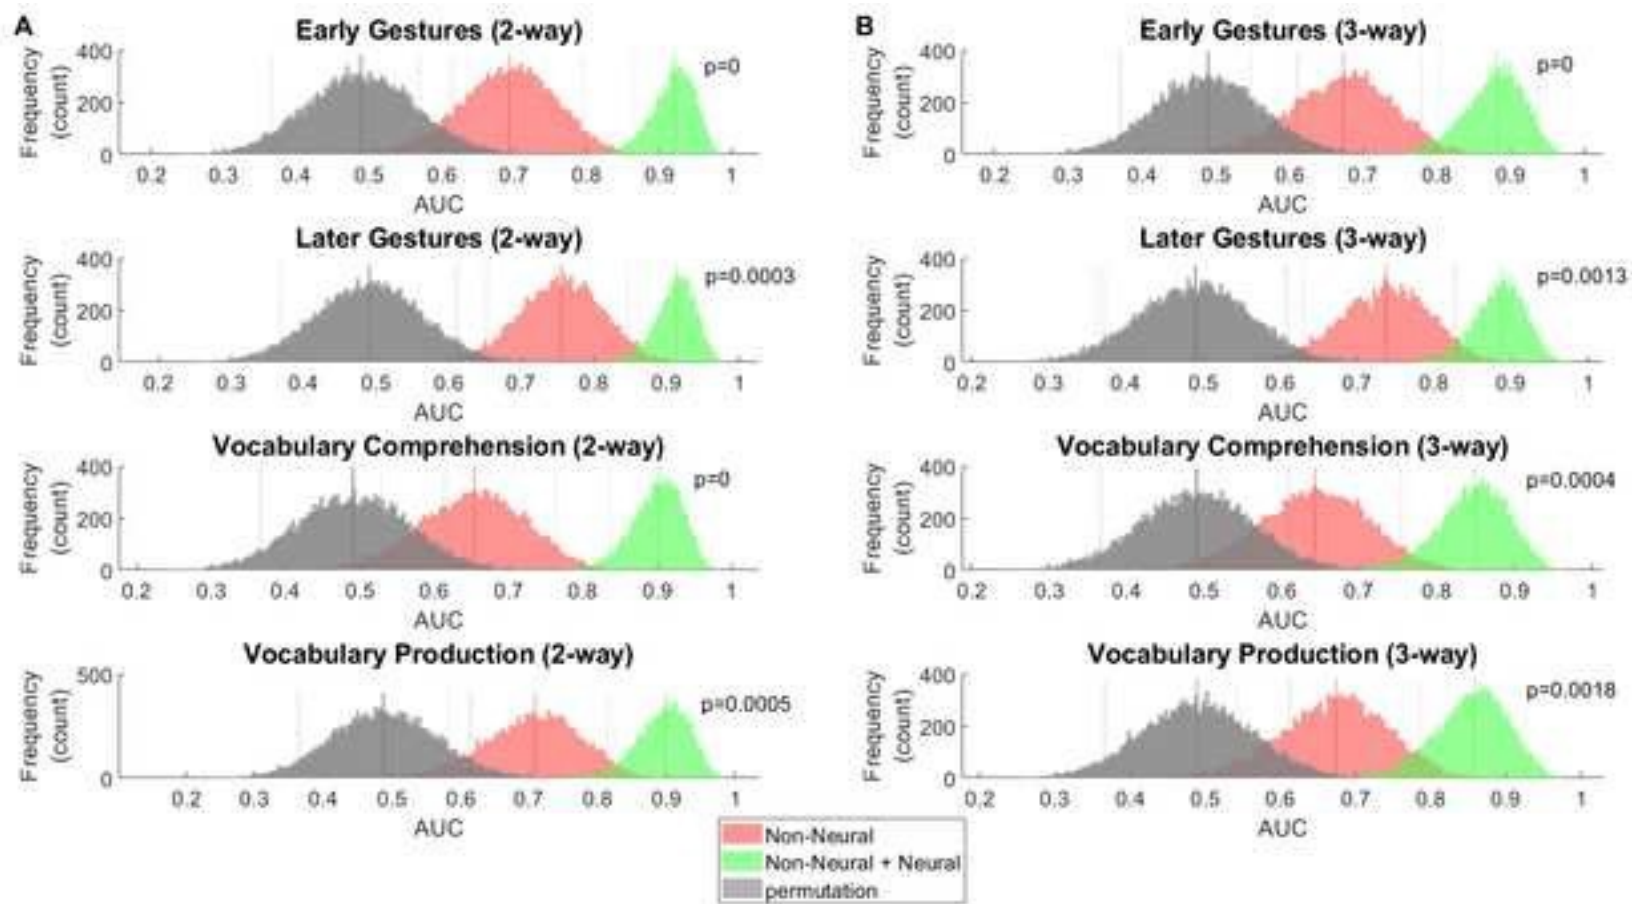 A
Early Gestures (2-way)
Frequency
(count)
400
200
0
p=0
0.2 0.3 0.4 0.5 0.6 0.7 0.8 0.9 1
AUC
Later Gestures (2-way)
Frequency
(count)
400
200
0
p=0.0003
0.2 0.3 0.4 0.5 0.6 0.7 0.8 0.9 1
AUC
Vocabulary Comprehension (2-way)
Frequency
(count)
400
200
0
p=0
0.2 0.3 0.4 0.5 0.6 0.7 0.8 0.9 1
AUC
Vocabulary Production (2-way)
Frequency
(count)
500
0
p=0.0005
0.2 0.3 0.4 0.5 0.6 0.7 0.8 0.9 1
AUC
B
Early Gestures (3-way)
Frequency
(count)
400
200
0
p=0
0.2 0.3 0.4 0.5 0.6 0.7 0.8 0.9 1
AUC
Later Gestures (3-way)
Frequency
(count)
400
200
0
p=0.0013
0.2 0.3 0.4 0.5 0.6 0.7 0.8 0.9 1
AUC
Vocabulary Comprehension (3-way)
Frequency
(count)
400
200
0
p=0.0004
0.2 0.3 0.4 0.5 0.6 0.7 0.8 0.9 1
AUC
Vocabulary Production (3-way)
Frequency
(count)
400
200
0
p=0.0018
0.2 0.3 0.4 0.5 0.6 0.7 0.8 0.9 1
AUC
Non-Neural
Non-Neural + Neural
permutation